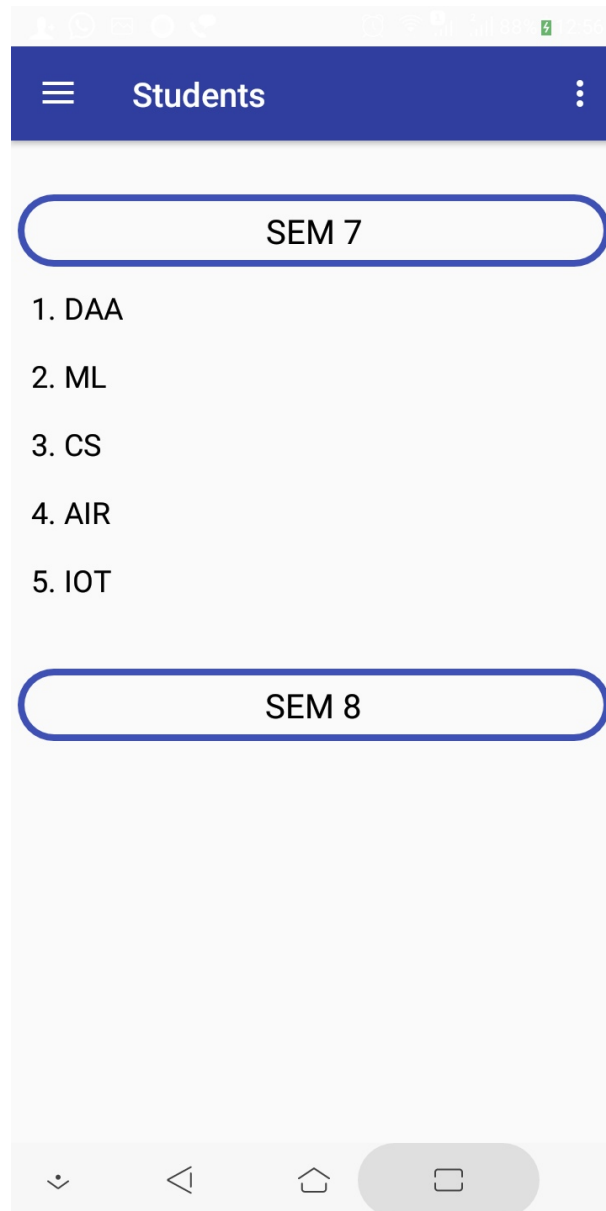 Students
SEM 7
1. DAA
2. ML
3. CS
4. AIR
5. IOT
SEM 8